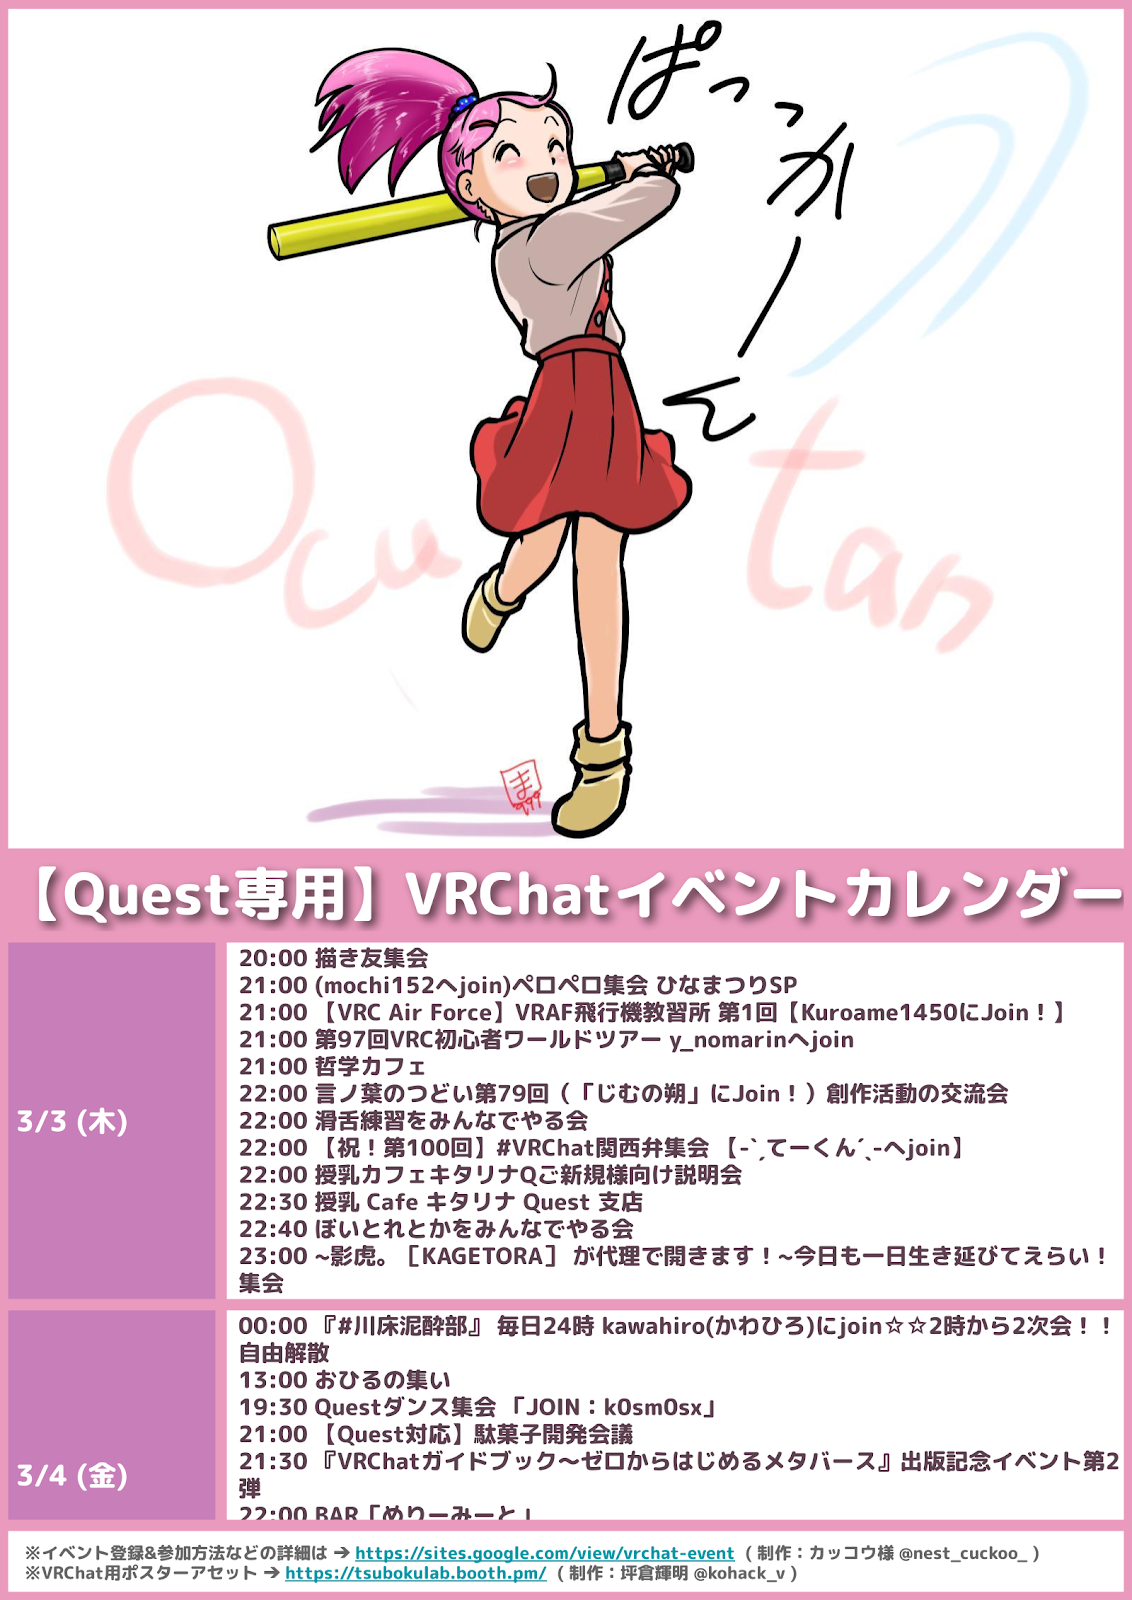 ぱっっかーん
Ocu tan
ま
999
【Quest専用】VRChatイベントカレンダー
3/3 (木)
20:00 描き友集会
21:00 (mochi152へjoin)ペロペロ集会 ひなまつりSP
21:00 【VRC Air Force】VRAF飛行機教習所 第1回【Kuroame1450にJoin！】
21:00 第97回VRC初心者ワールドツアー y_nomarinへjoin
21:00 哲学カフェ
22:00 言ノ葉のつどい第79回（「じむの朔」にJoin！）創作活動の交流会
22:00 滑舌練習をみんなでやる会
22:00 【祝！第100回】#VRChat関西弁集会 【-`ˏてーくん´ˎ-へjoin】
22:00 授乳カフェキタリナQご新規様向け説明会
22:30 授乳 Cafe キタリナ Quest 支店
22:40 ぼいとれとかをみんなでやる会
23:00 ~影虎。［KAGETORA］ が代理で開きます！~今日も一日生き延びてえらい！
集会
3/4 (金)
00:00 『#川床泥酔部』 毎日24時 kawahiro(かわひろ)にjoin☆☆2時から2次会！！
自由解散
13:00 おひるの集い
19:30 Questダンス集会 「JOIN：k0sm0sx」
21:00 【Quest対応】駄菓子開発会議
21:30 『VRChatガイドブック～ゼロからはじめるメタバース』出版記念イベント第2
弾
22:00 BAR「めりーみーと」
※イベント登録&参加方法などの詳細は ➔ https://sites.google.com/view/vrchat-event ( 制作：カッコウ様 @nest_cuckoo_ )
※VRChat用ポスターアセット ➔ https://tsubokulab.booth.pm/ ( 制作：坪倉輝明 @kohack_v )